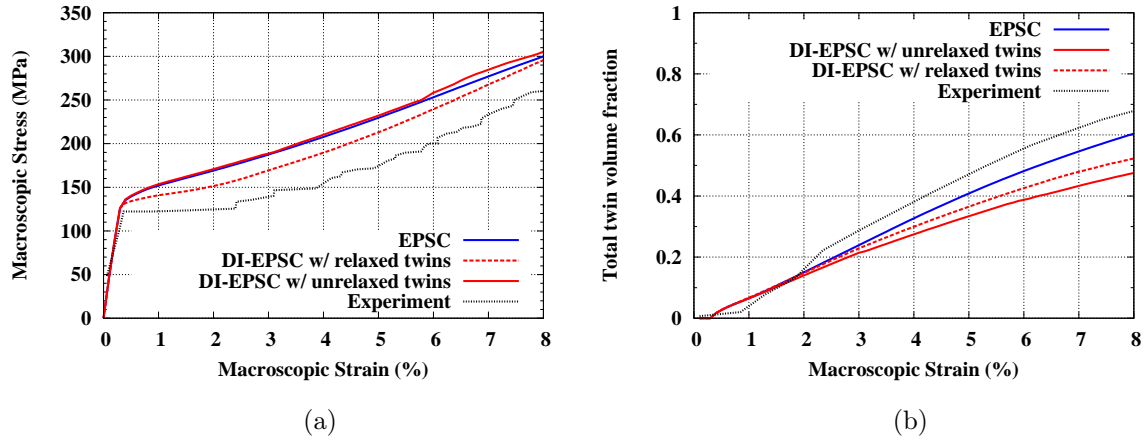 350
300
250
200
150
100
50
0
Macroscopic Stress (MPa)
EPSC
DI-EPSC w/ relaxed twins
DI-EPSC w/ unrelaxed twins
Experiment
0 1 2 3 4 5 6 7 8
Macroscopic Strain (%)
(a)
1
0.8
0.6
0.4
0.2
0
Total twin volume fraction
EPSC
DI-EPSC w/ unrelaxed twins
DI-EPSC w/ relaxed twins
Experiment
0 1 2 3 4 5 6 7 8
Macroscopic Strain (%)
(b)